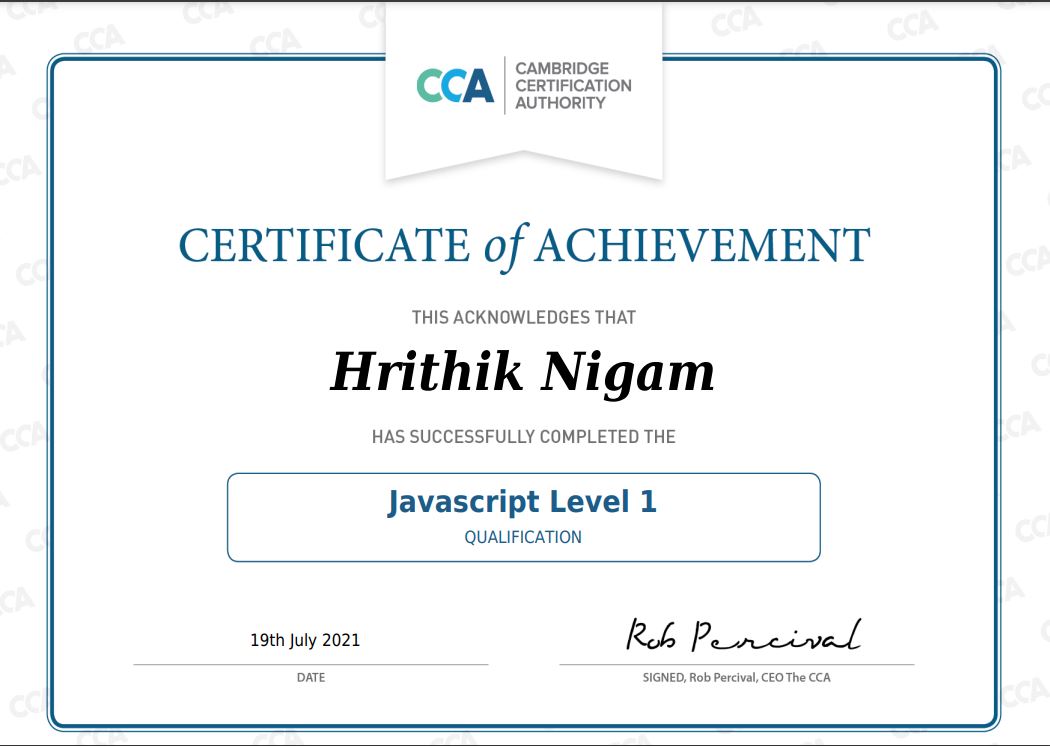 CCA
CAMBRIDGE
CERTIFICATION
AUTHORITY
CERTIFICATE of ACHIEVEMENT
THIS ACKNOWLEDGES THAT
Hrithik Nigam
HAS SUCCESSFULLY COMPLETED THE
Javascript Level 1
QUALIFICATION
19th July 2021
Rob Percival
DATE
SIGNED, Rob Percival, CEO The CCA